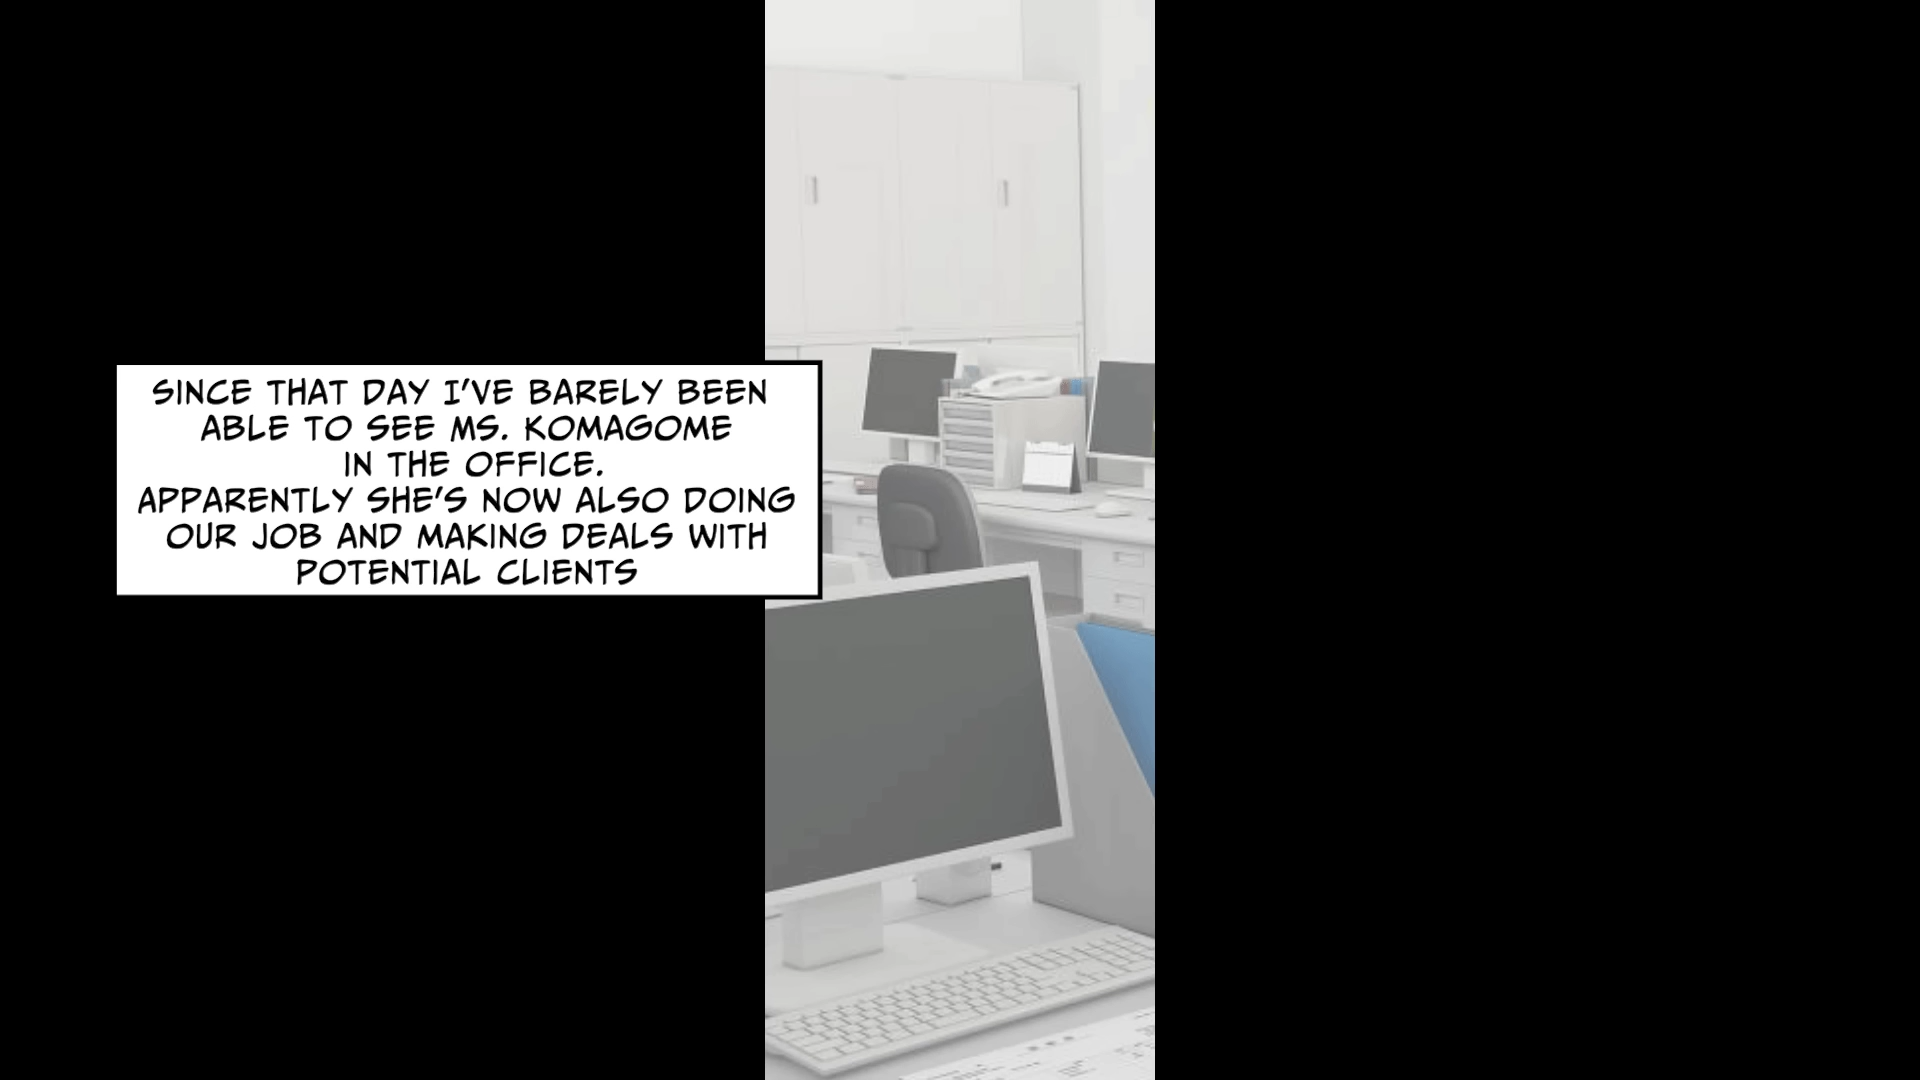 SINCE THAT DAY I'VE BARELY BEEN
ABLE TO SEE MS. KOMAGOME
IN THE OFFICE.
APPARENTLY SHE'S NOW ALSO DOING
OUR JOB AND MAKING DEALS WITH
POTENTIAL CLIENTS